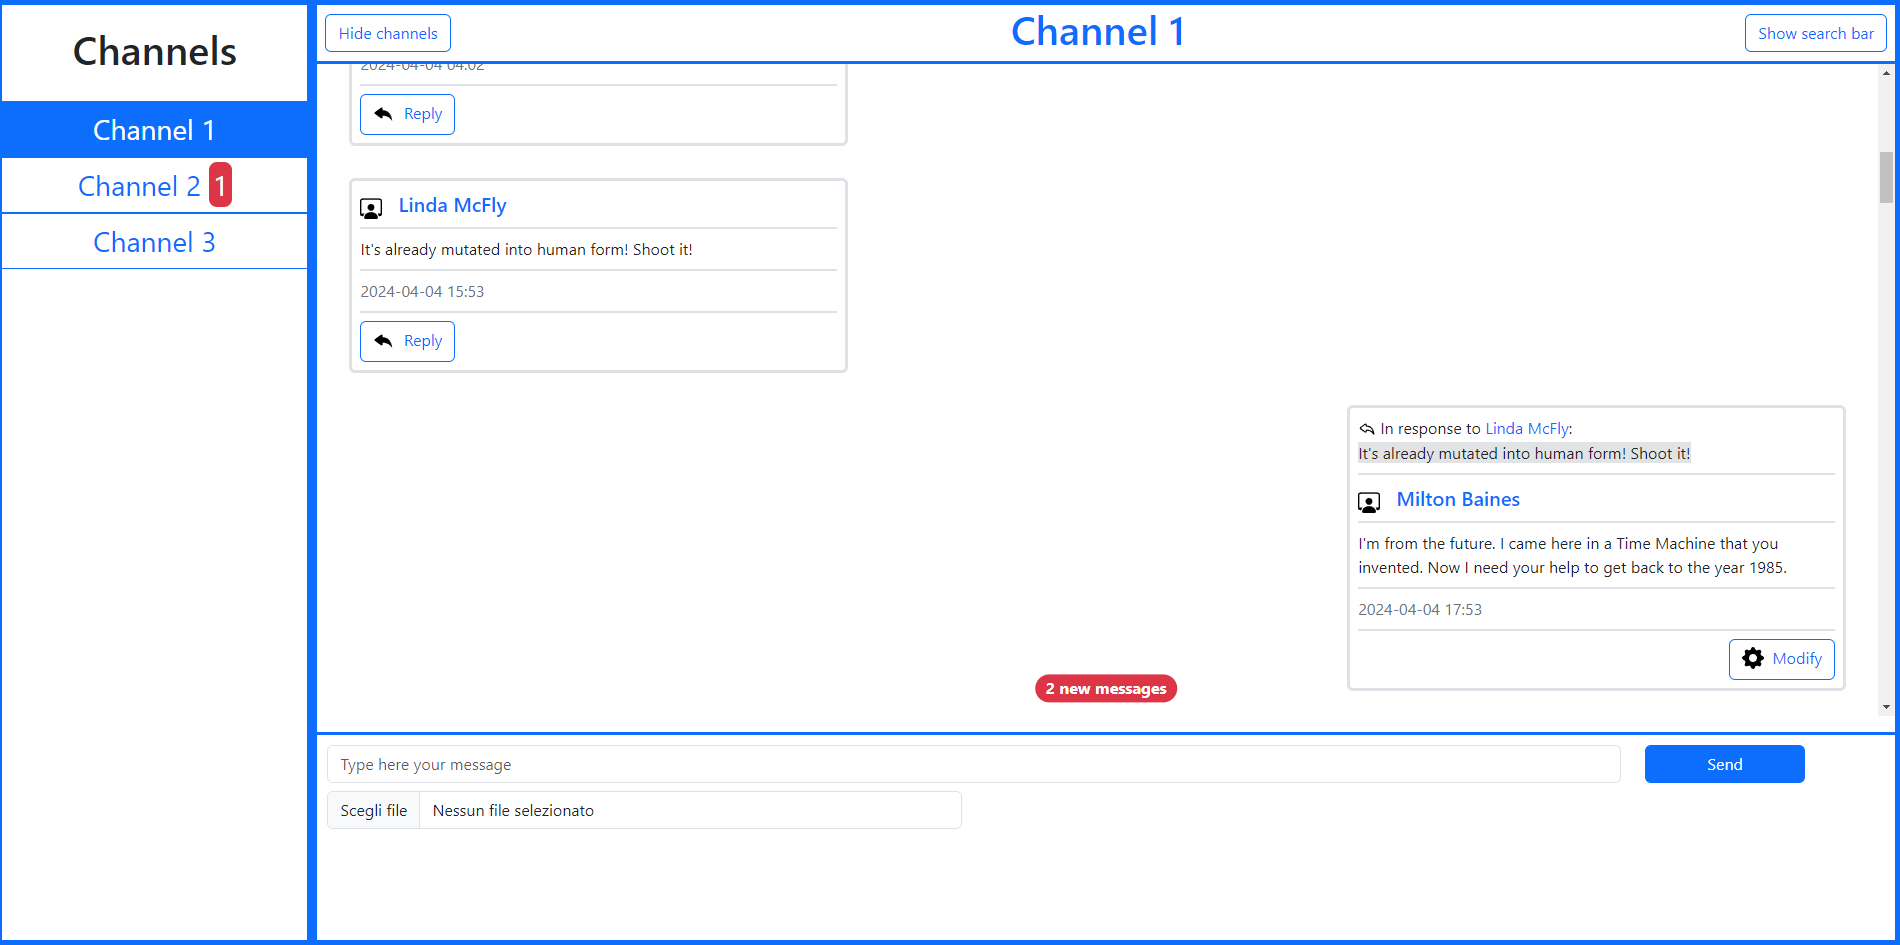 Channels
Channel 1
Channel 2 1
Channel 3
Hide channels
Channel 1
Show search bar
2024-04-04 04:02
Reply
Linda McFly
It's already mutated into human form! Shoot it!
2024-04-04 15:53
Reply
In response to Linda McFly:
It's already mutated into human form! Shoot it!
Milton Baines
I'm from the future. I came here in a Time Machine that you
invented. Now I need your help to get back to the year 1985.
2024-04-04 17:53
Modify
2 new messages
Type here your message
Send
Scegli file
Nessun file selezionato